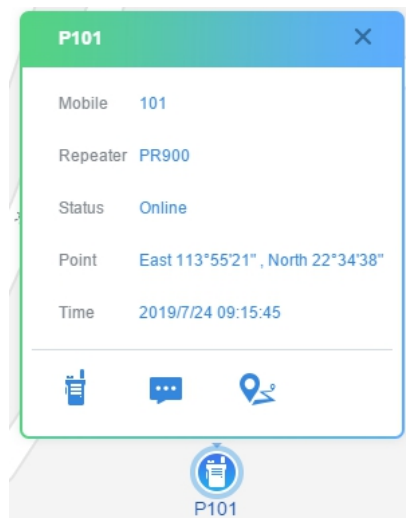 P101
Mobile 101
Repeater PR900
Status Online
Point East 113°55'21" , North 22°34'38"
Time 2019/7/24 09:15:45
P101